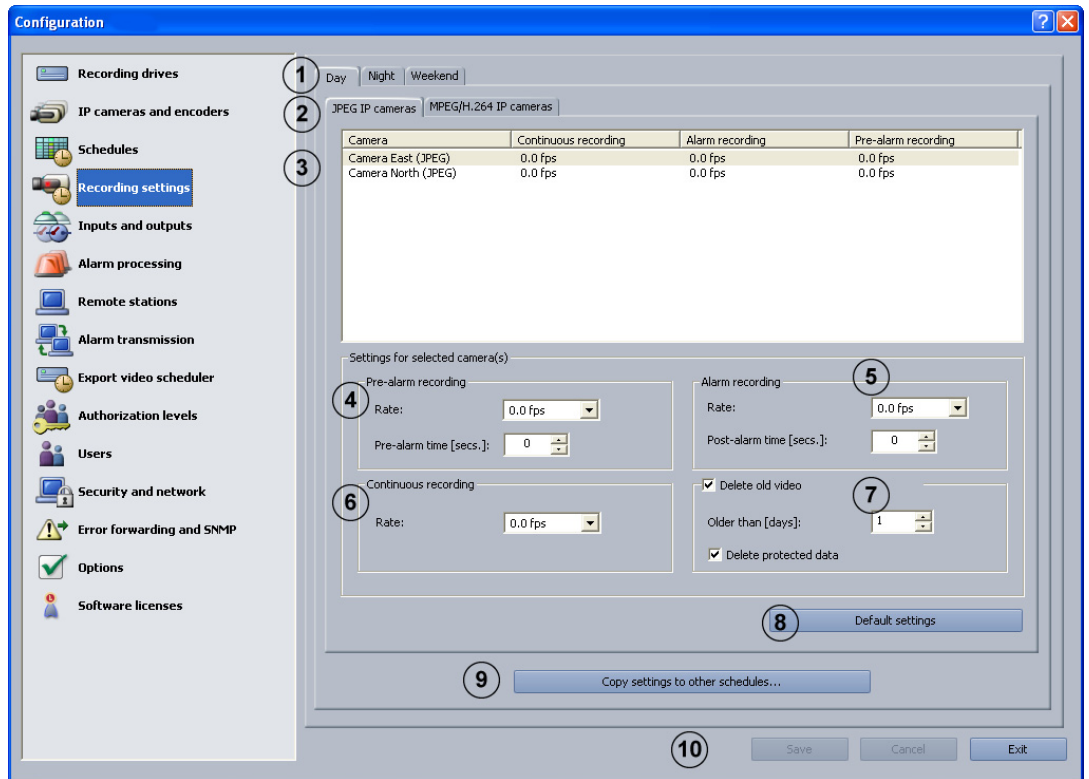 Configuration
Recording drives
IP cameras and encoders
Schedules
Recording settings
Inputs and outputs
Alarm processing
Remote stations
Alarm transmission
Export video scheduler
Authorization levels
Users
Security and network
Error forwarding and SNMP
Options
Software licenses
1 Day Night Weekend
2 JPEG IP cameras MPEG/H.264 IP cameras
Camera Continuous recording Alarm recording Pre-alarm recording
3 Camera East (JPEG) 0.0 fps 0.0 fps 0.0 fps
Camera North (JPEG) 0.0 fps 0.0 fps 0.0 fps
Settings for selected camera(s)
4 Pre-alarm recording
Rate: 0.0 fps
Pre-alarm time [secs.]: 0
5 Alarm recording
Rate: 0.0 fps
Post-alarm time [secs.]: 0
6 Continuous recording
Rate: 0.0 fps
7 Delete old video
Older than [days]: 1
Delete protected data
8 Default settings
9 Copy settings to other schedules...
10 Save Cancel Exit